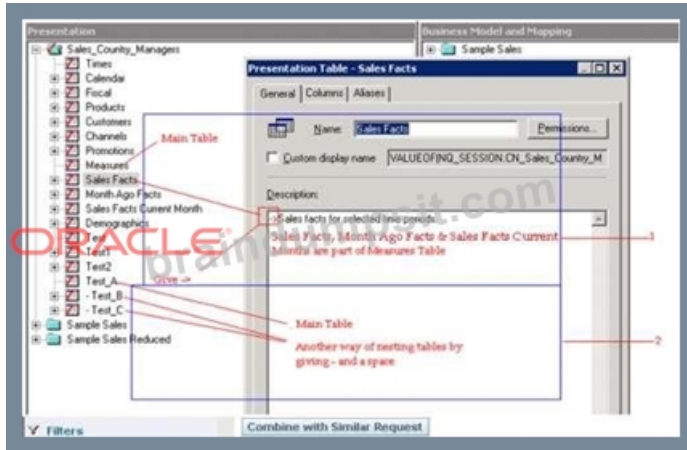 Presentation
Business Model and Mapping
Sales_Country_Managers
Sample Sales
Times
Calendar
Fiscal
Products
Customers
Channels
Promotions
Measures
Sales Facts
Month Ago Facts
Sales Facts Current Month
Demographics
Test1
Test2
Test_A
- Test_B
- Test_C
Sample Sales
Sample Sales Reduced
Presentation Table - Sales Facts
General Columns Aliases
Name: Sales Facts
Permissions...
Custom display name VALUEOF(NQ_SESSION.CN_Sales_Country_M
Description:
->Sales facts for selected time periods
Main Table
Sales Facts, Month Ago Facts & Sales Facts Current
Months are part of Measures Table
1
Give ->
Main Table
Another way of nesting tables by
giving - and a space
2
ORACLE
braindumpsit.com
Filters
Combine with Similar Request